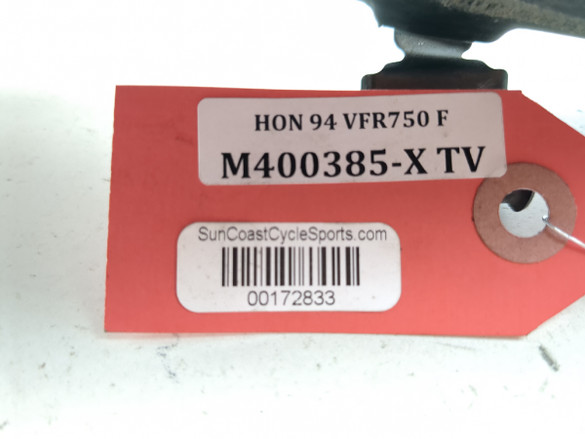 HON 94 VFR750 F
M400385-X TV
SunCoastCycleSports.com
00172833